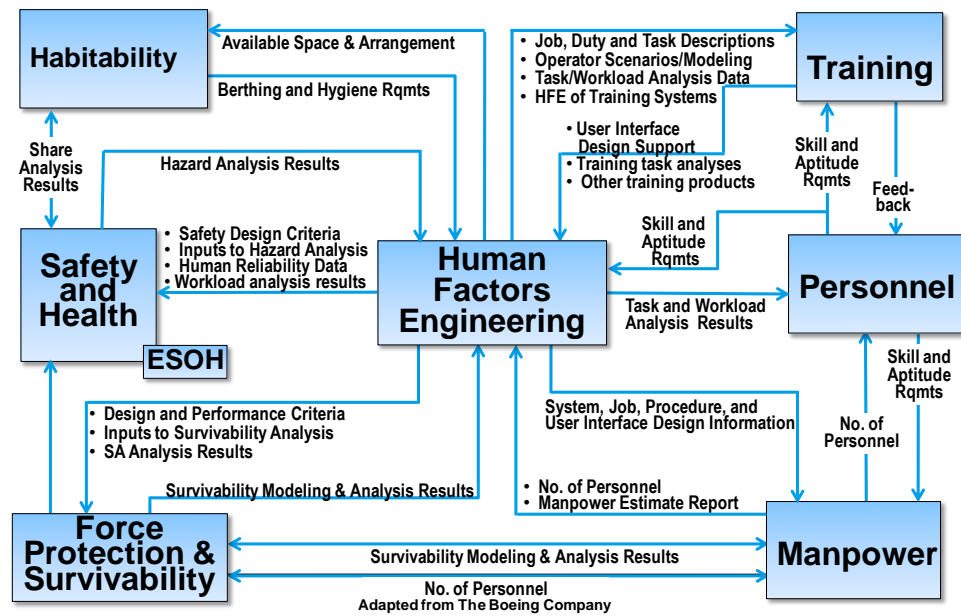 Habitability
Available Space & Arrangement
Berthing and Hygiene Rqmts
• Job, Duty and Task Descriptions
• Operator Scenarios/Modeling
• Task/Workload Analysis Data
• HFE of Training Systems
Training
• User Interface
Design Support
• Training task analyses
• Other training products
Skill and
Aptitude
Rqmts
Feed-
back
Share
Analysis
Results
Hazard Analysis Results
Safety
and
Health
ESOH
• Safety Design Criteria
• Inputs to Hazard Analysis
• Human Reliability Data
• Workload analysis results
Human
Factors
Engineering
Skill and
Aptitude
Rqmts
Task and Workload
Analysis Results
Personnel
• Design and Performance Criteria
• Inputs to Survivability Analysis
• SA Analysis Results
System, Job, Procedure, and
User Interface Design Information
No. of
Personnel
Skill and
Aptitude
Rqmts
Survivability Modeling & Analysis Results
• No. of Personnel
• Manpower Estimate Report
Force
Protection &
Survivability
Survivability Modeling & Analysis Results
No. of Personnel
Manpower
Adapted from The Boeing Company